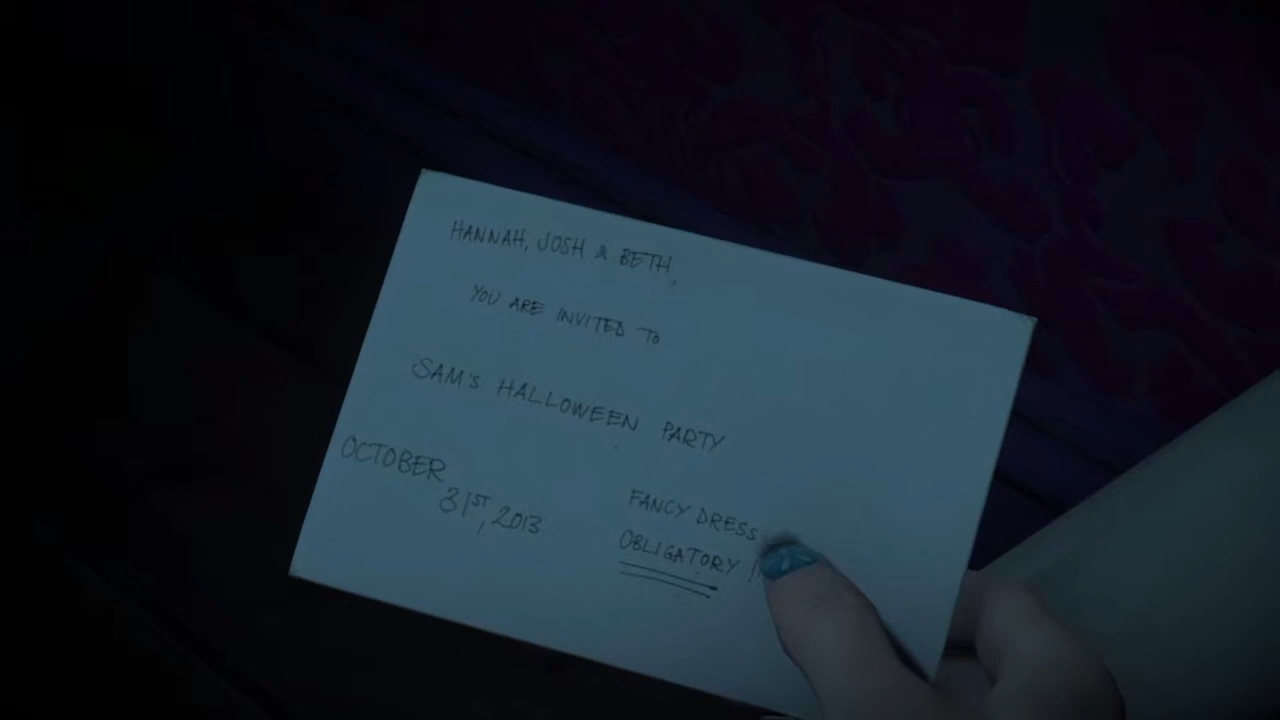 HANNAH, JOSH & BETH,
YOU ARE INVITED TO
SAM'S HALLOWEEN PARTY
OCTOBER
31ST, 2013
FANCY DRESS
OBLIGATORY !!